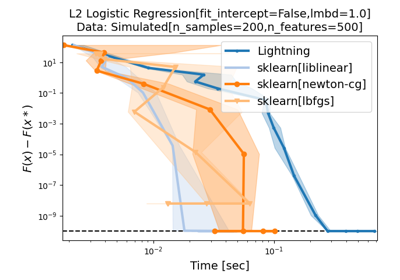 L2 Logistic Regression[fit_intercept=False,lmbd=1.0]
Data: Simulated[n_samples=200,n_features=500]
Lightning
sklearn[liblinear]
sklearn[newton-cg]
sklearn[lbfgs]
F(x) − F(x*)
10¹
10⁻¹
10⁻³
10⁻⁵
10⁻⁷
10⁻⁹
10⁻²
10⁻¹
Time [sec]